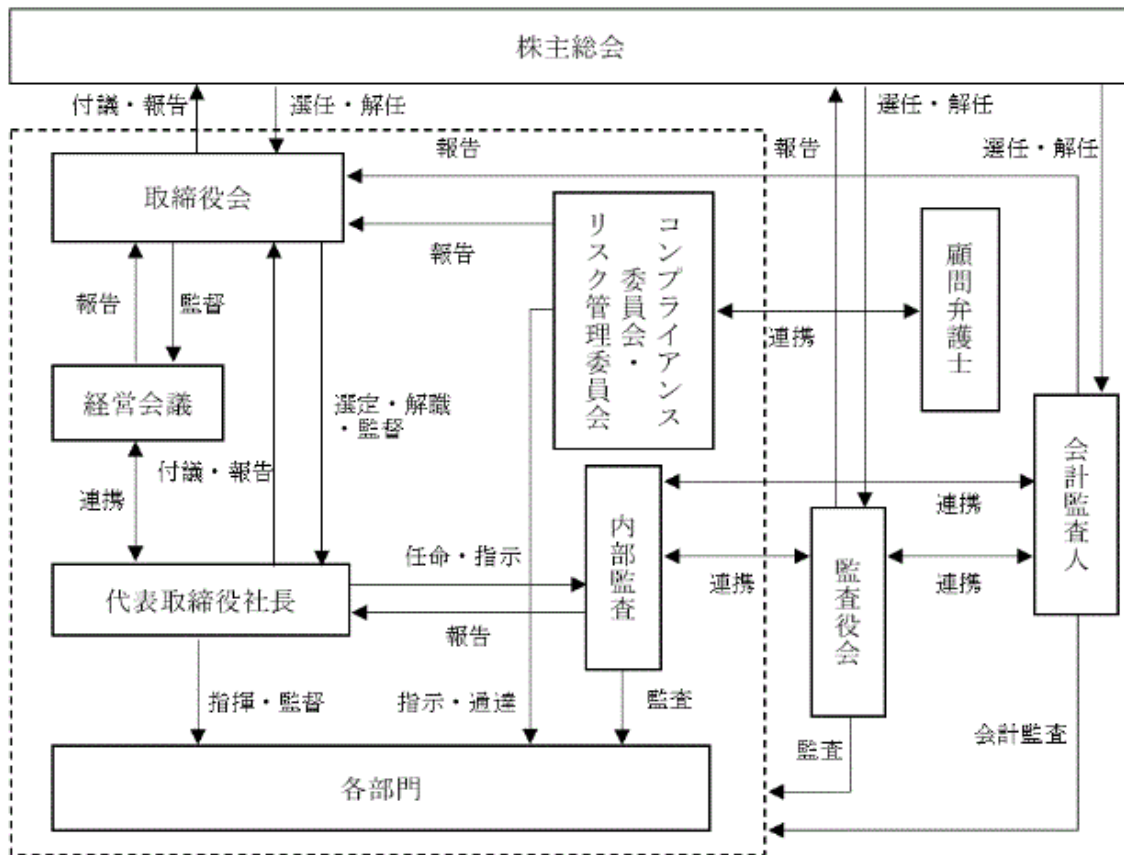 株主総会
付議・報告
選任・解任
報告
報告
選任・解任
選任・解任
取締役会
報告
コンプライアンス
委員会・
リスク管理委員会
顧問弁護士
連携
報告
監督
経営会議
選定・解職
・監督
付議・報告
連携
会計監査人
連携
内部監査
任命・指示
連携
監査役会
連携
代表取締役社長
報告
指揮・監督
指示・通達
監査
監査
会計監査
各部門